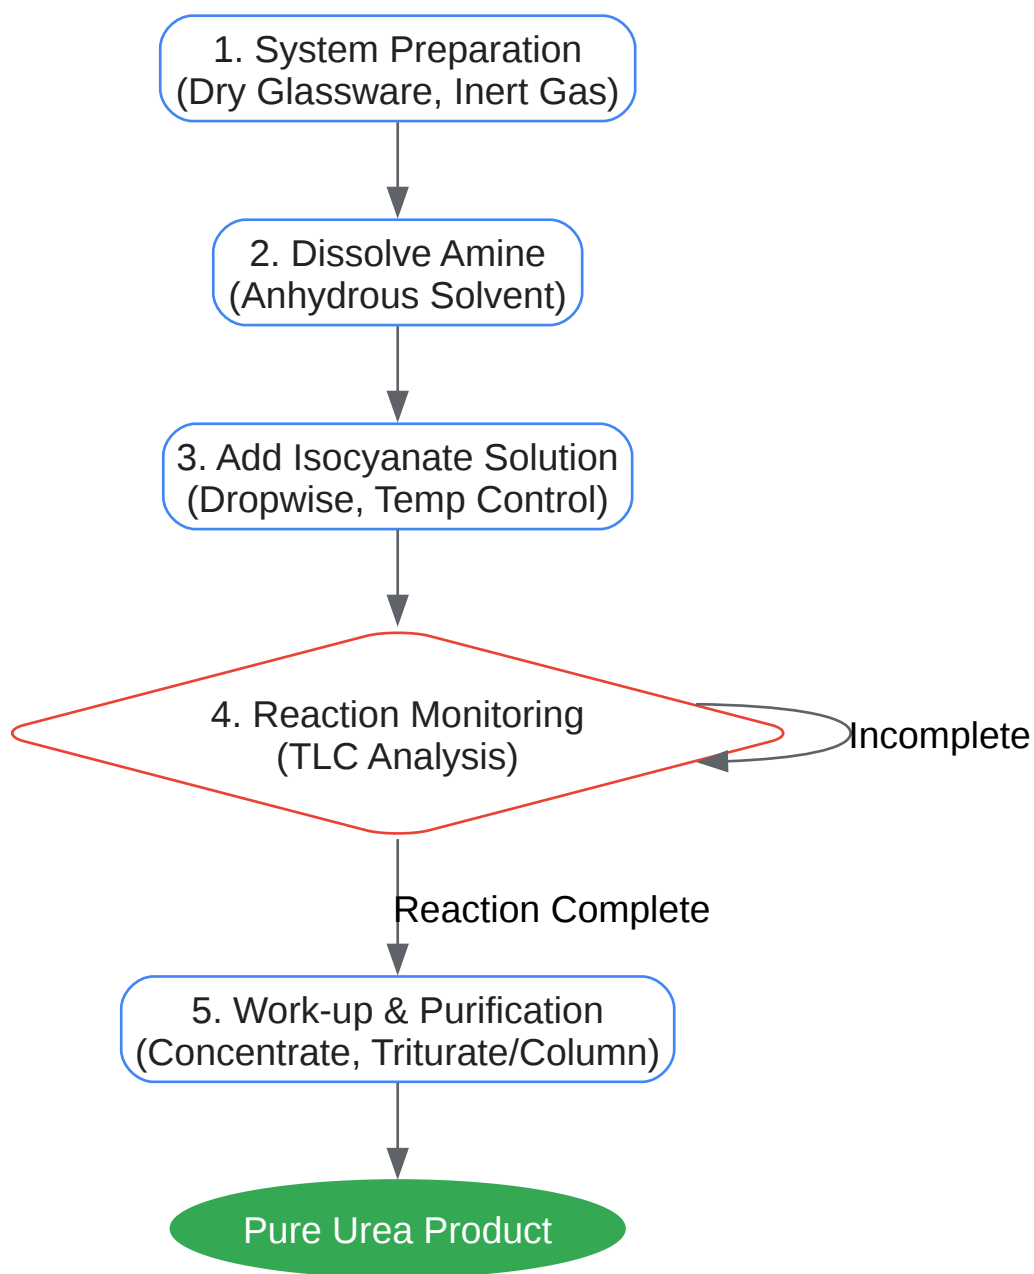 1. System Preparation
(Dry Glassware, Inert Gas)
2. Dissolve Amine
(Anhydrous Solvent)
3. Add Isocyanate Solution
(Dropwise, Temp Control)
4. Reaction Monitoring
(TLC Analysis)
Incomplete
Reaction Complete
5. Work-up & Purification
(Concentrate, Triturate/Column)
Pure Urea Product